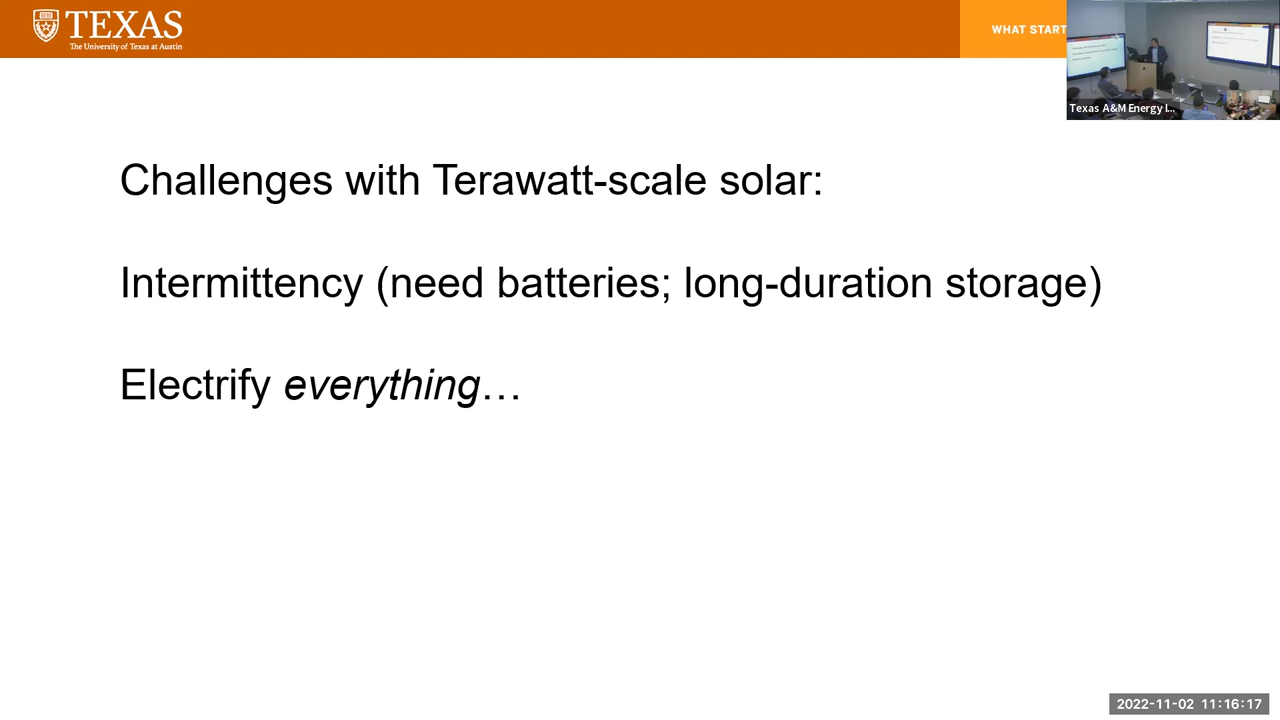 TEXAS
The University of Texas at Austin
WHAT START
Texas A&M Energy I...
Challenges with Terawatt-scale solar:
Intermittency (need batteries; long-duration storage)
Electrify everything…
2022-11-02 11:16:17